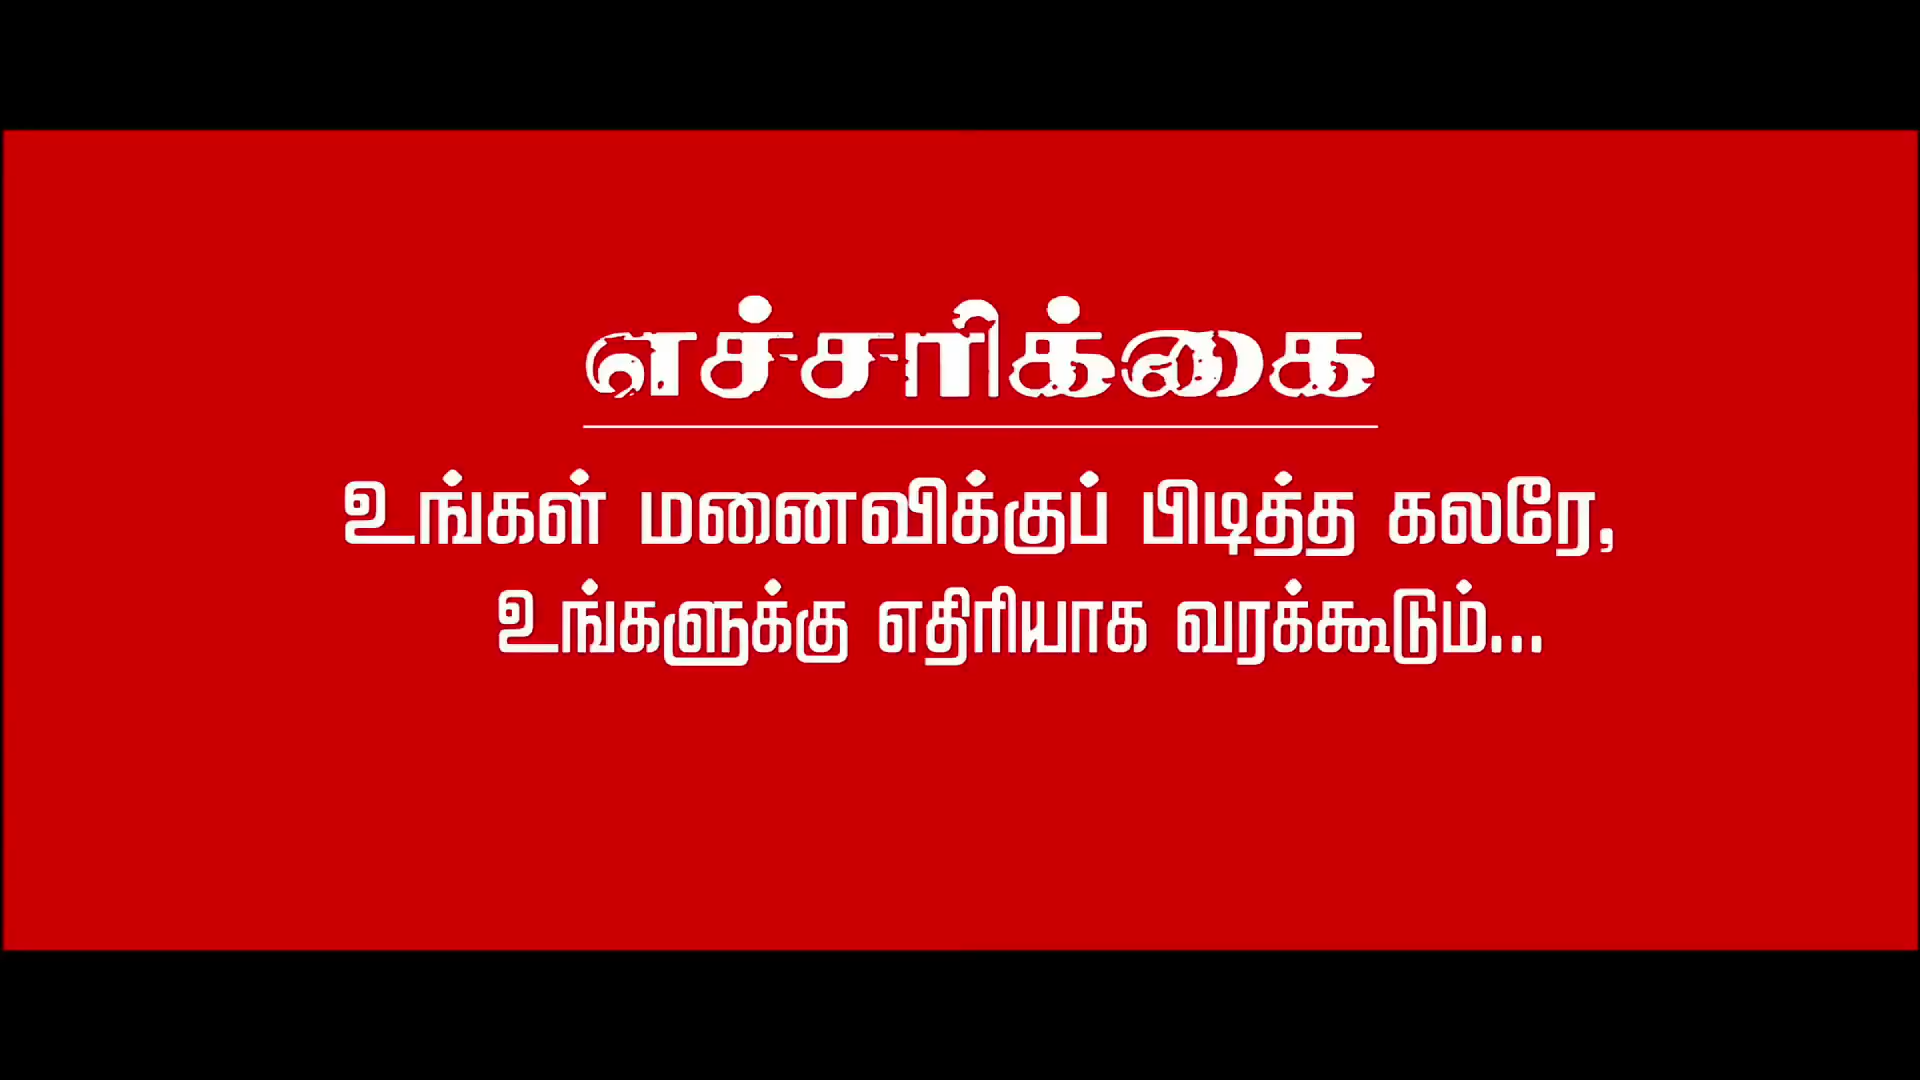 எச்சரிக்கை
உங்கள் மனைவிக்குப் பிடித்த கலரே,
உங்களுக்கு எதிரியாக வரக்கூடும்...